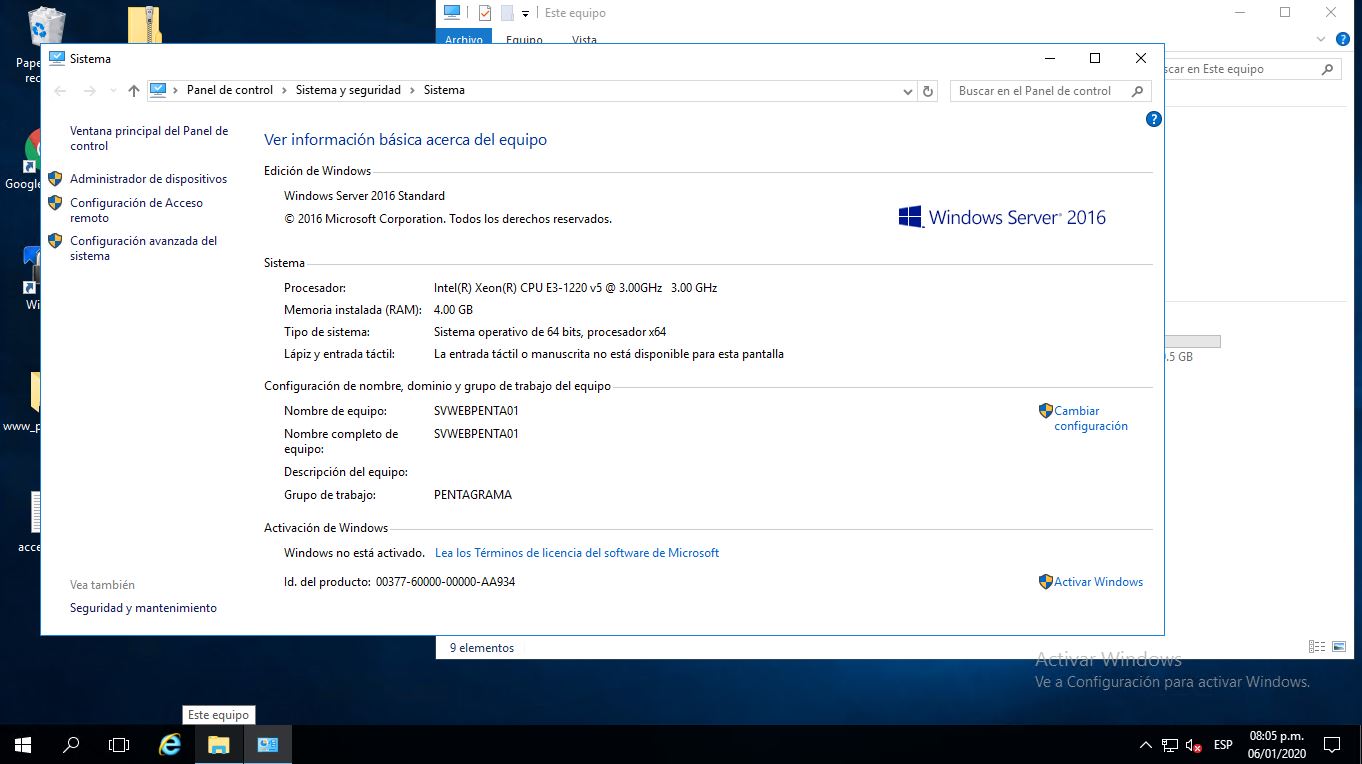 Este equipo
Archivo
Equipo
Vista
Sistema
Panel de control
Sistema y seguridad
Sistema
Buscar en el Panel de control
en Este equipo
Ventana principal del Panel de
control
Administrador de dispositivos
Configuración de Acceso
remoto
Configuración avanzada del
sistema
Ver información básica acerca del equipo
Edición de Windows
Windows Server 2016 Standard
© 2016 Microsoft Corporation. Todos los derechos reservados.
Windows Server® 2016
Sistema
Procesador: Intel(R) Xeon(R) CPU E3-1220 v5 @ 3.00GHz 3.00 GHz
Memoria instalada (RAM): 4.00 GB
Tipo de sistema: Sistema operativo de 64 bits, procesador x64
Lápiz y entrada táctil: La entrada táctil o manuscrita no está disponible para esta pantalla
Configuración de nombre, dominio y grupo de trabajo del equipo
Nombre de equipo: SVWEBPENTA01
Cambiar
configuración
Nombre completo de
equipo: SVWEBPENTA01
Descripción del equipo:
Grupo de trabajo: PENTAGRAMA
Activación de Windows
Windows no está activado. Lea los Términos de licencia del software de Microsoft
Id. del producto: 00377-60000-00000-AA934
Activar Windows
Vea también
Seguridad y mantenimiento
Google
.5 GB
9 elementos
Activar Windows
Ve a Configuración para activar Windows.
Este equipo
ESP
08:05 p.m.
06/01/2020